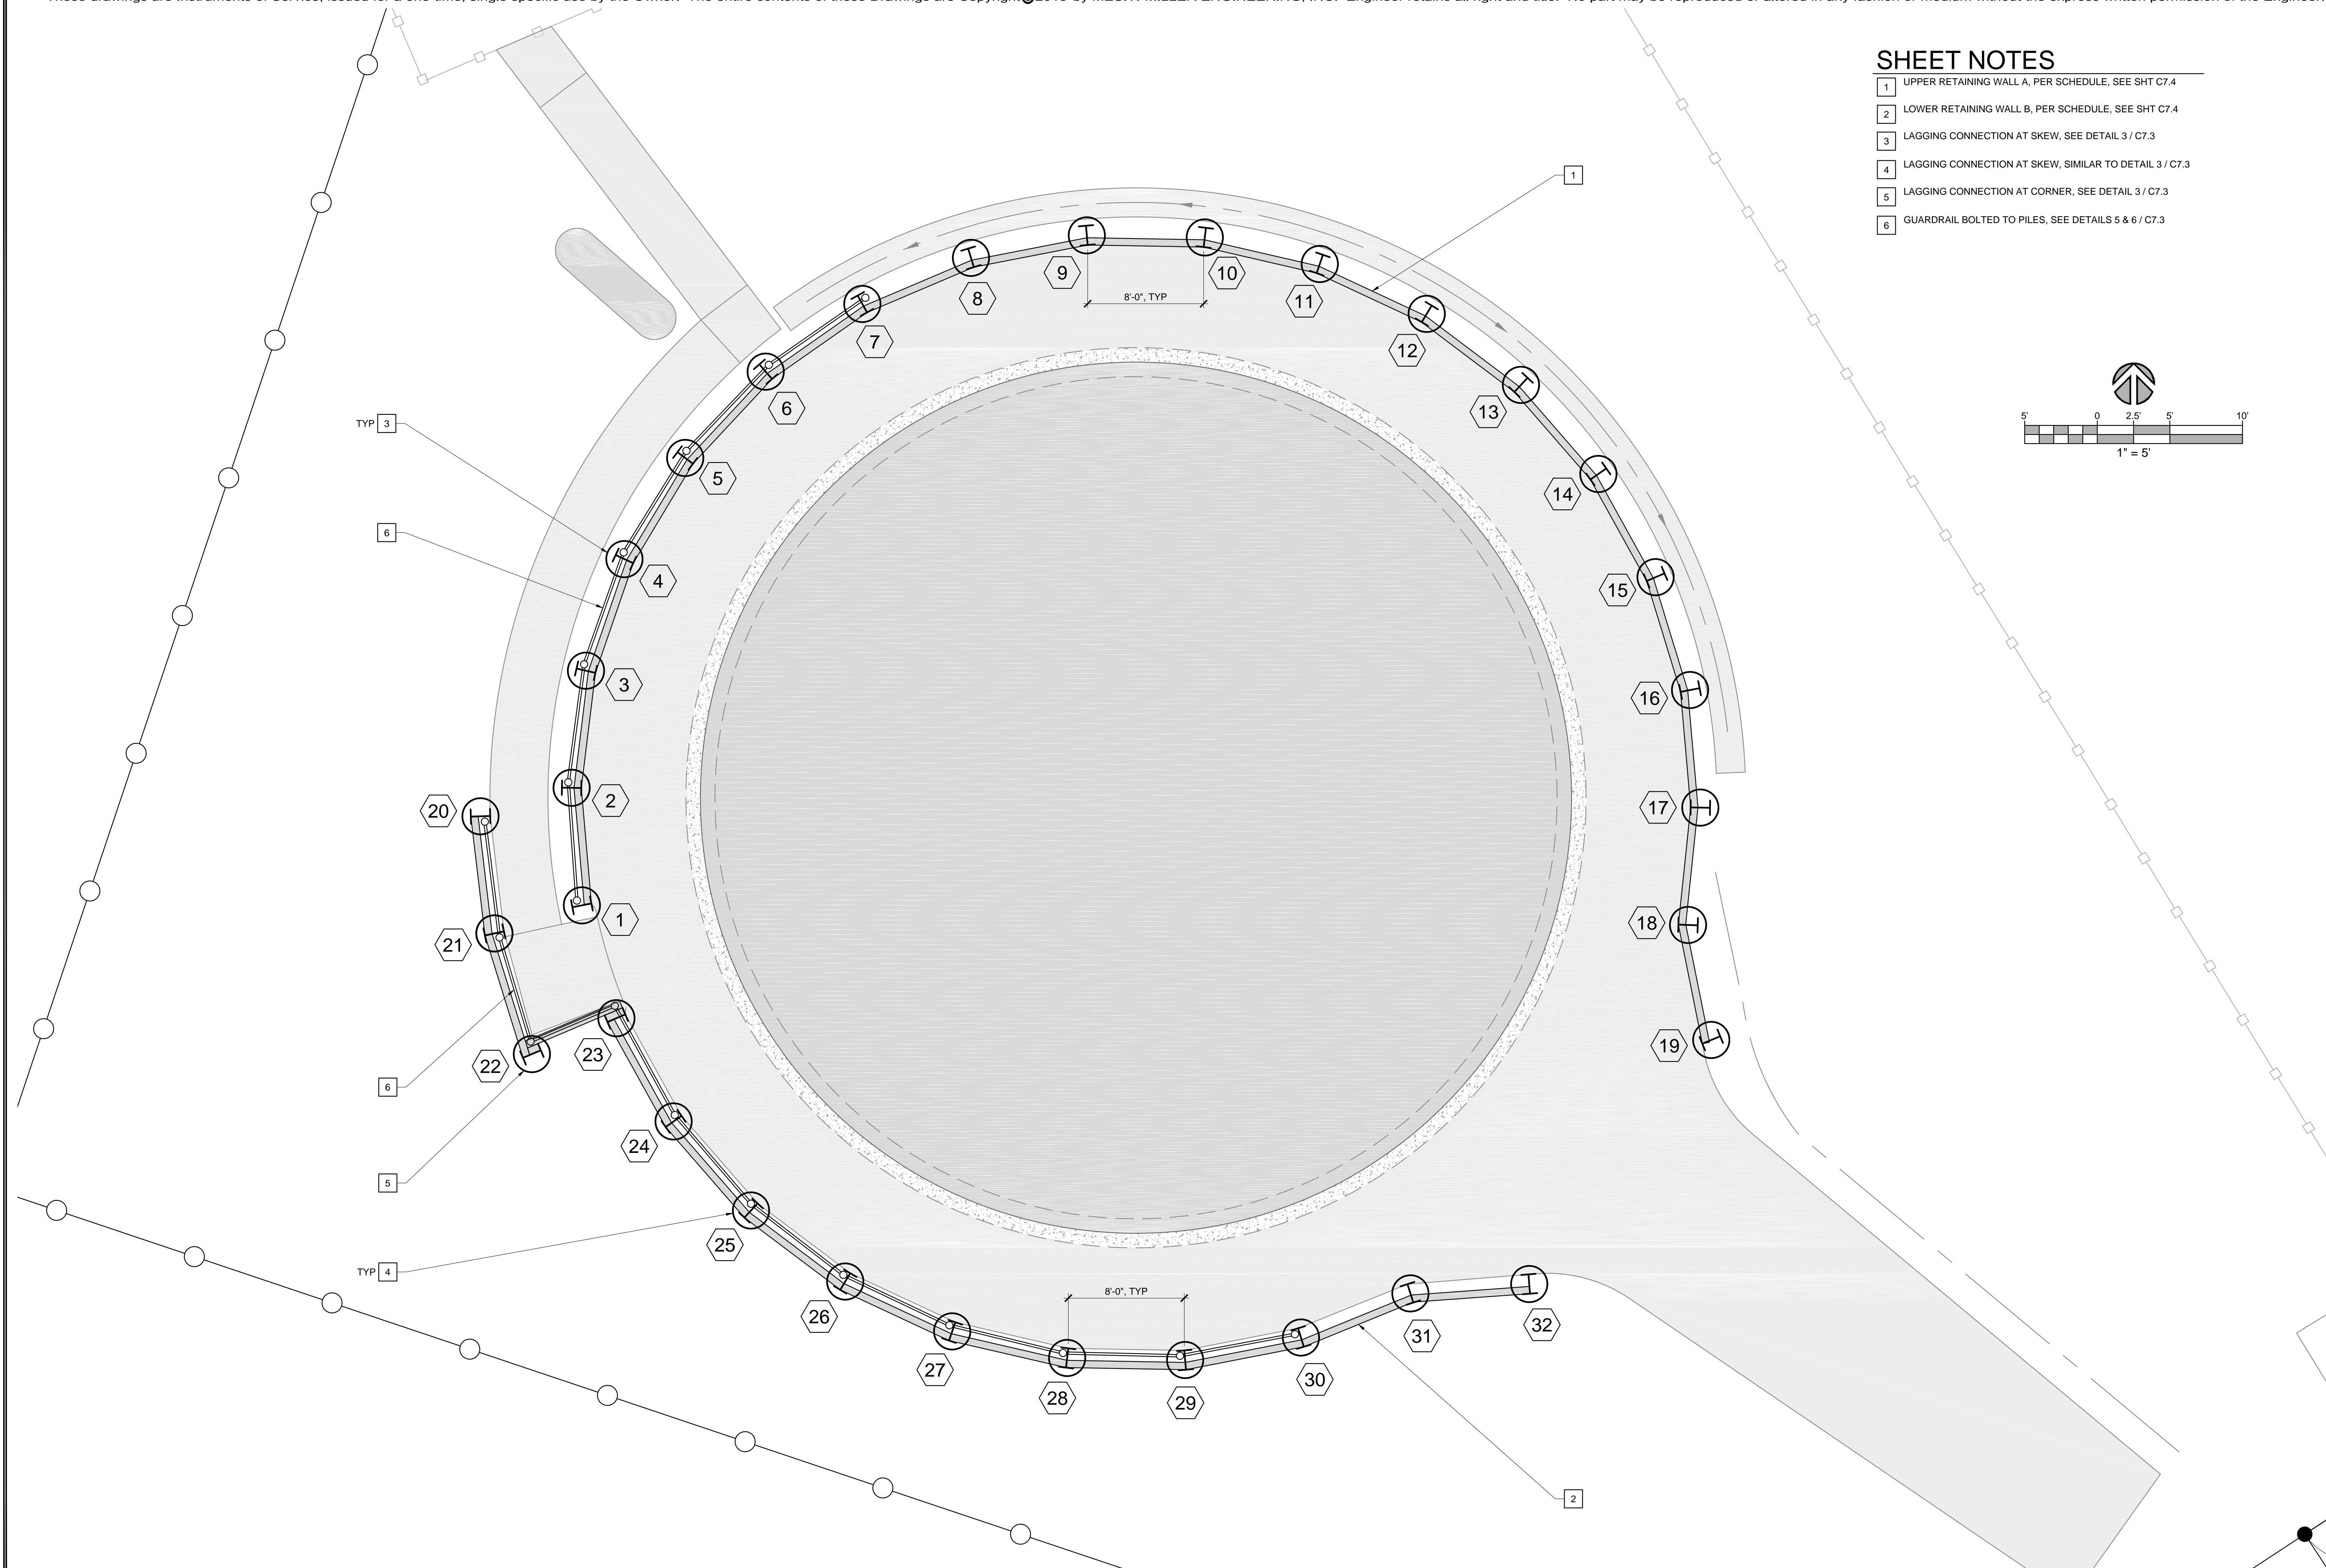 SHEET NOTES
1 UPPER RETAINING WALL A, PER SCHEDULE, SEE SHT C7.4
2 LOWER RETAINING WALL B, PER SCHEDULE, SEE SHT C7.4
3 LAGGING CONNECTION AT SKEW, SEE DETAIL 3 / C7.3
4 LAGGING CONNECTION AT SKEW, SIMILAR TO DETAIL 3 / C7.3
5 LAGGING CONNECTION AT CORNER, SEE DETAIL 3 / C7.3
6 GUARDRAIL BOLTED TO PILES, SEE DETAILS 5 & 6 / C7.3
5' 0 2.5' 5' 10'
1" = 5'
1
9
10
8
11
8'-0", TYP
7
12
6
13
TYP 3
5
14
6
4
15
3
16
2
17
20
1
18
21
19
22
23
6
24
5
25
TYP 4
8'-0", TYP
26
31
32
27
30
28
29
2